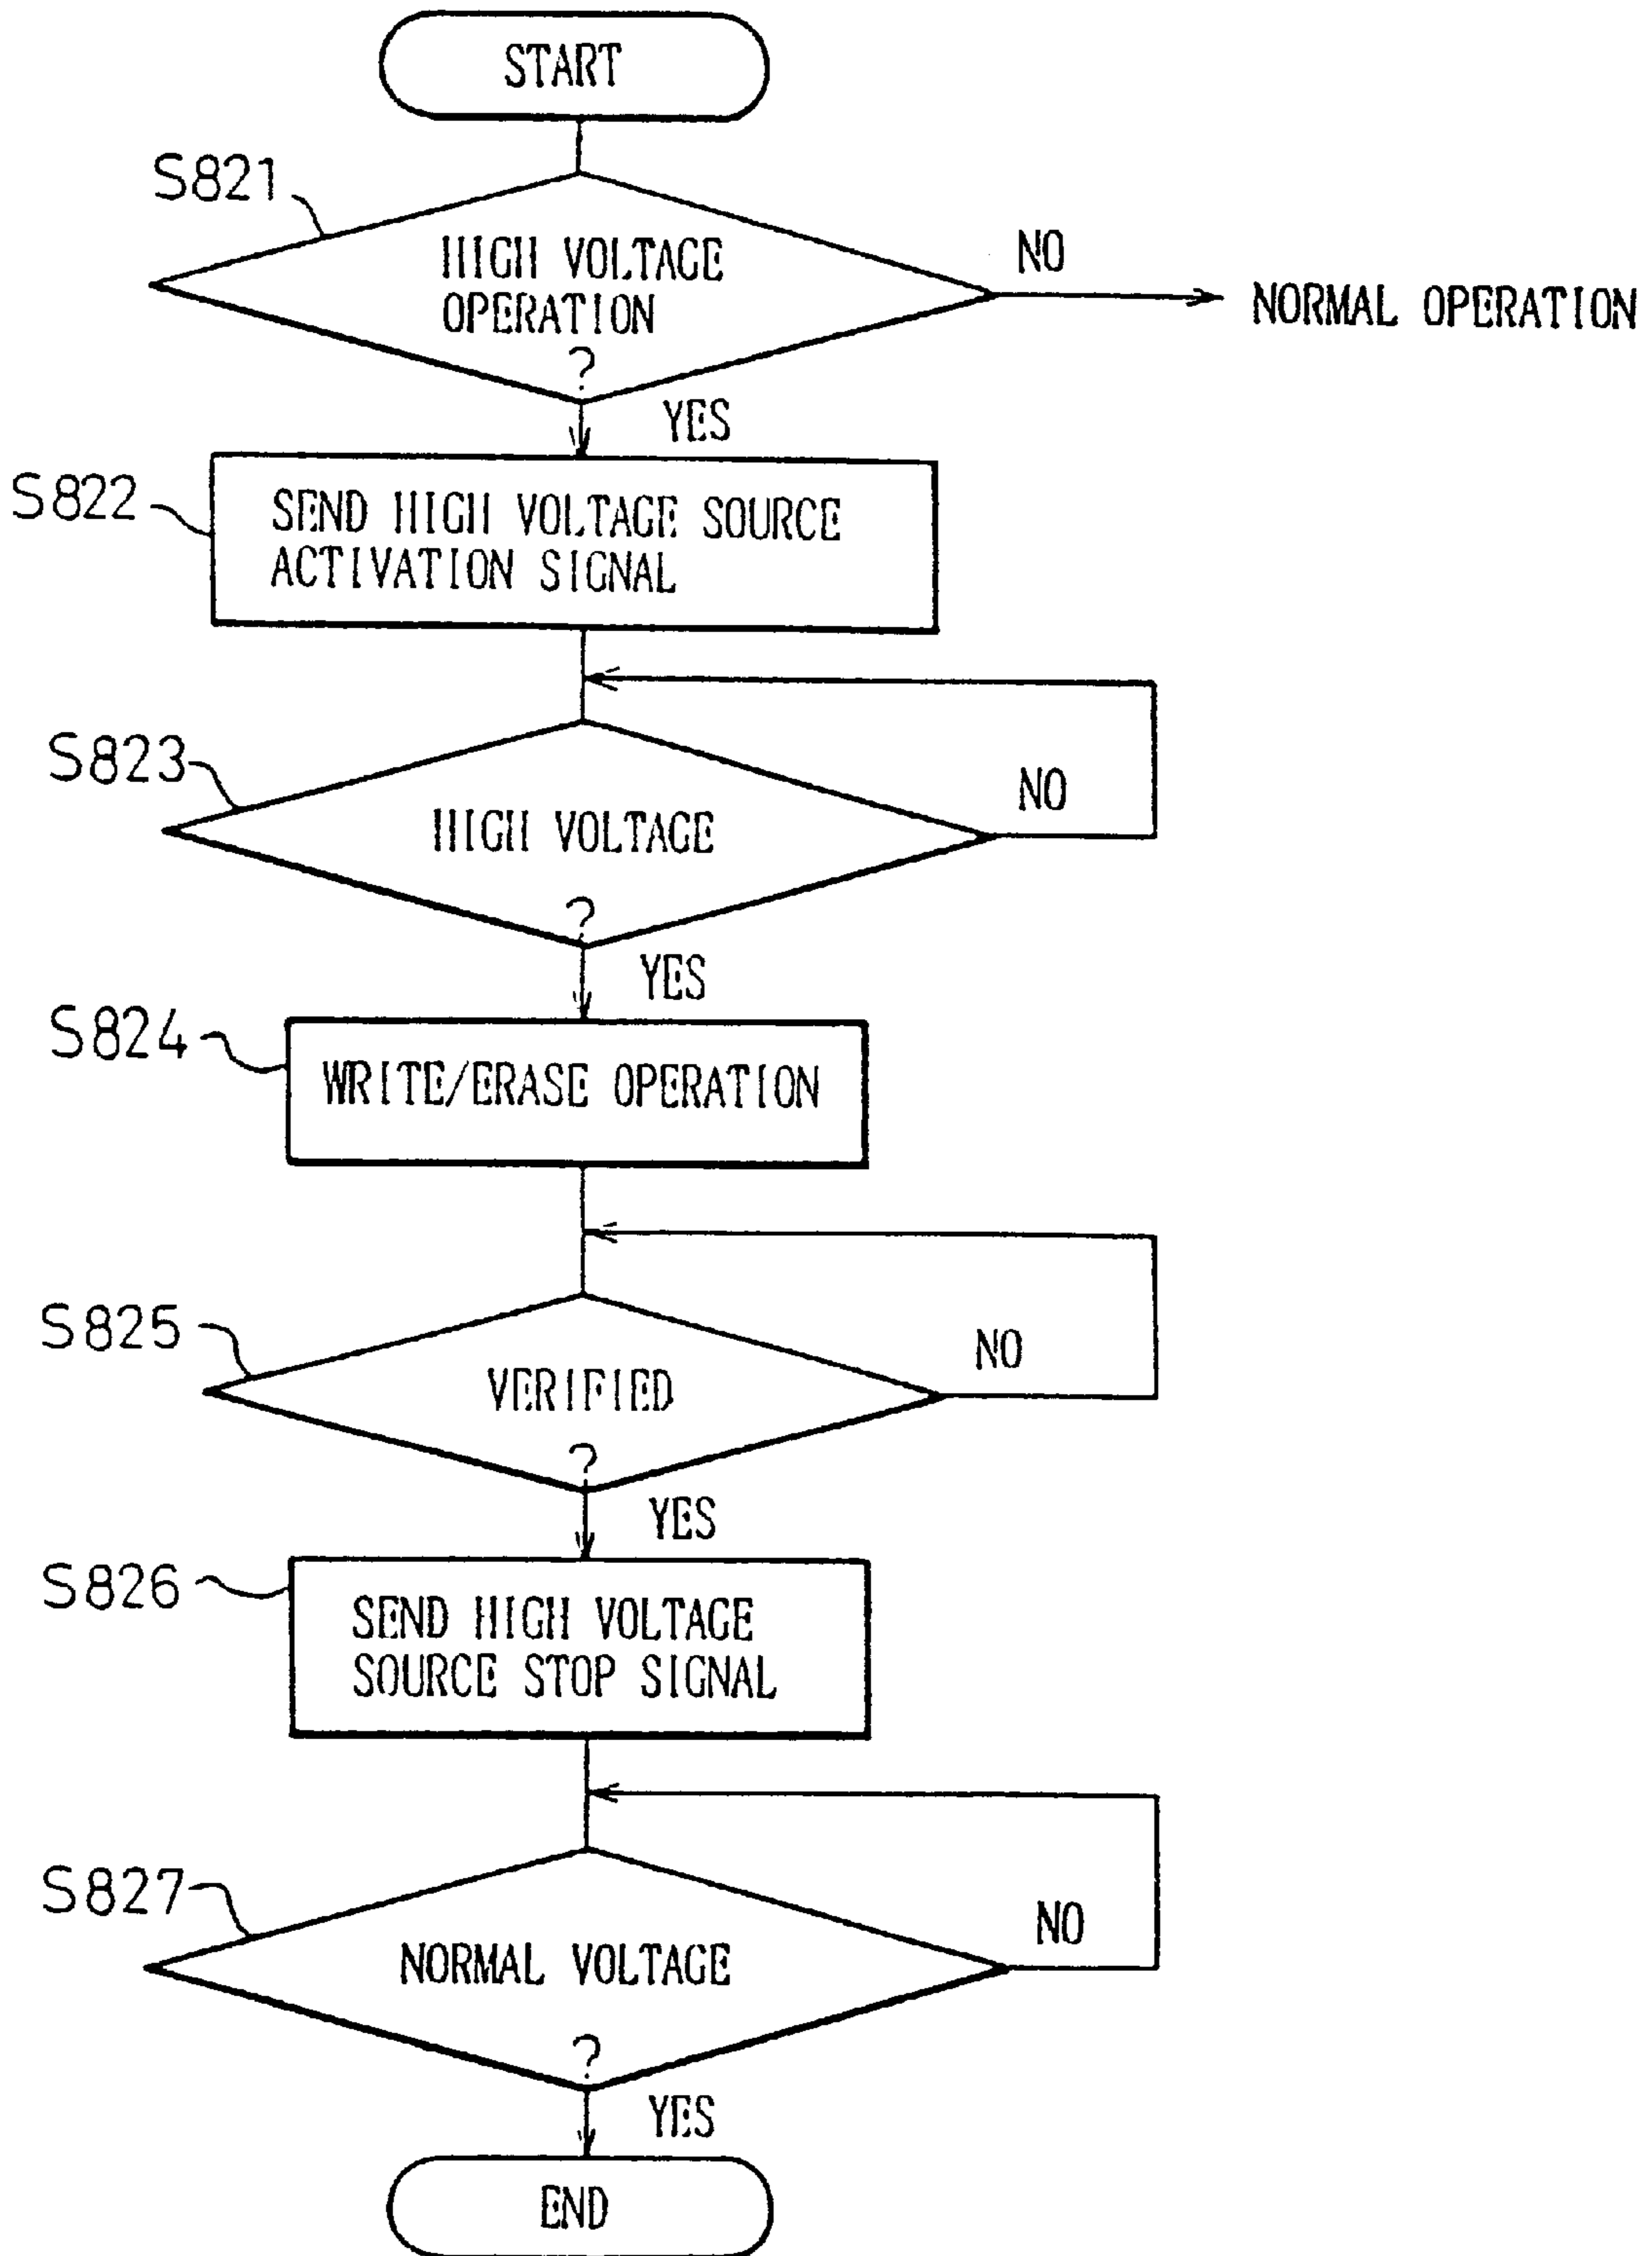 START
S821
HIGH VOLTAGE
OPERATION
?
NO
NORMAL OPERATION
YES
S822
SEND HIGH VOLTAGE SOURCE
ACTIVATION SIGNAL
S823
HIGH VOLTAGE
?
NO
YES
S824
WRITE/ERASE OPERATION
S825
VERIFIED
?
NO
YES
S826
SEND HIGH VOLTAGE
SOURCE STOP SIGNAL
S827
NORMAL VOLTAGE
?
NO
YES
END